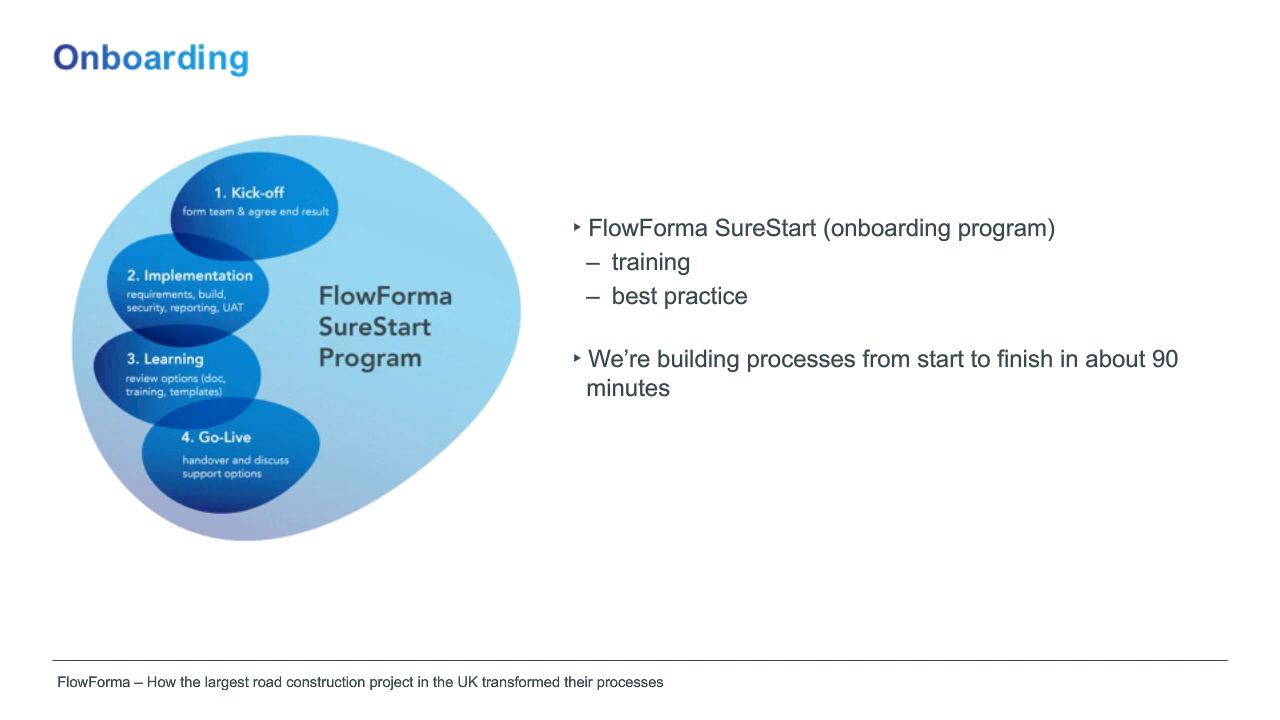 Onboarding
1. Kick-off
form team & agree end result
2. Implementation
requirements, build,
security, reporting, UAT
3. Learning
review options (doc,
training, templates)
4. Go-Live
handover and discuss
support options
FlowForma
SureStart
Program
‣ FlowForma SureStart (onboarding program)
– training
– best practice
‣ We’re building processes from start to finish in about 90
minutes
FlowForma – How the largest road construction project in the UK transformed their processes